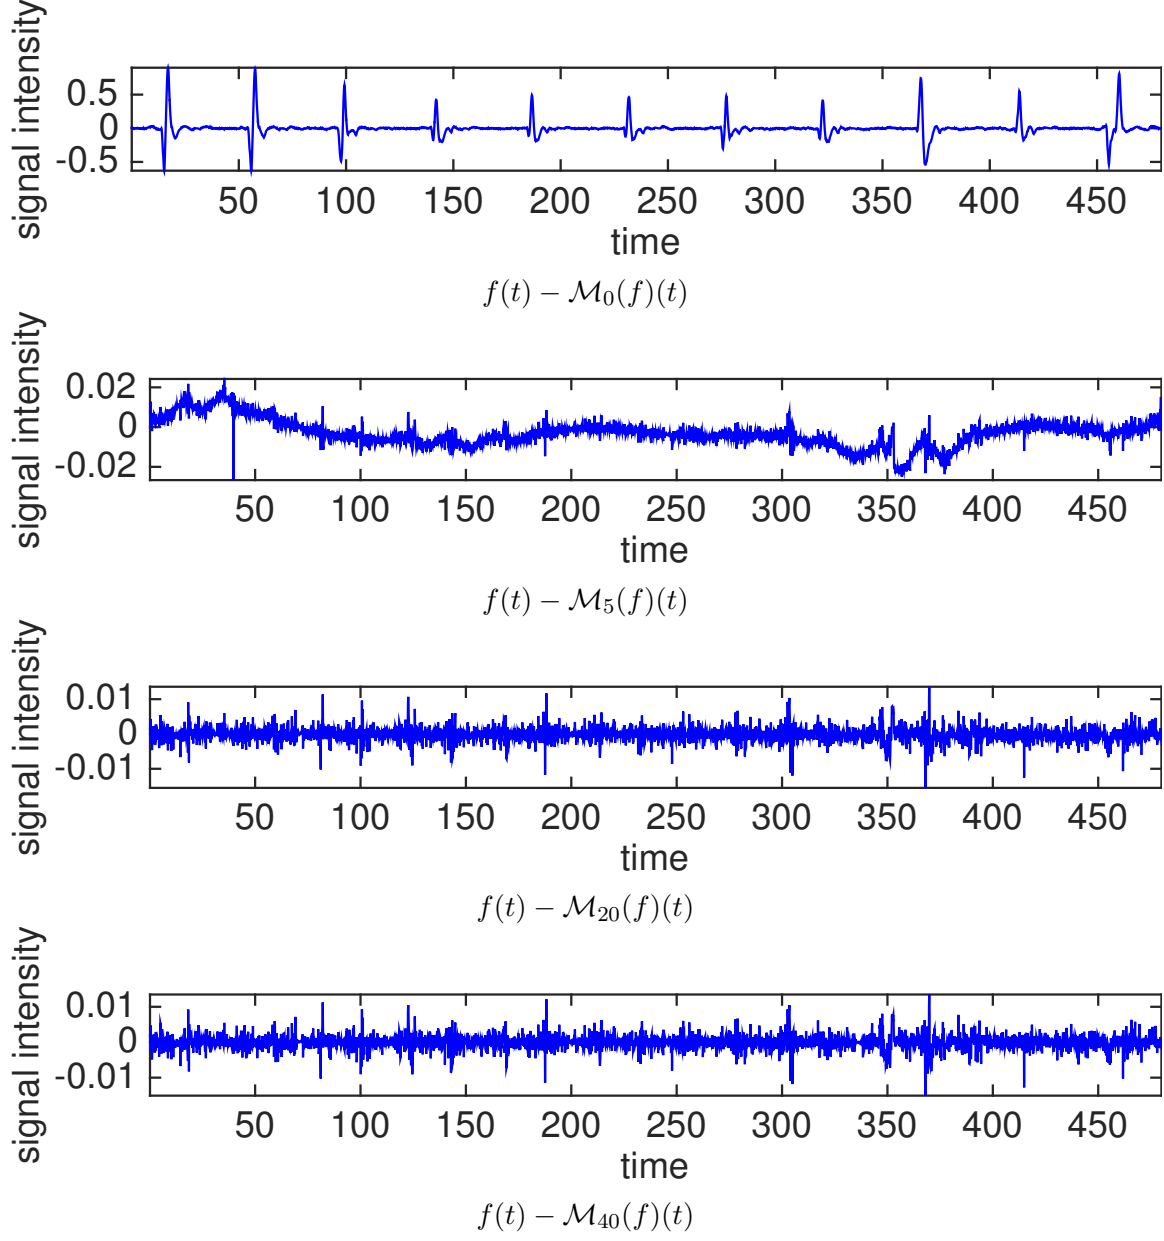 signal intensity
0.5
0
-0.5
50 100 150 200 250 300 350 400 450
time
f(t) − M₀(f)(t)
signal intensity
0.02
0
-0.02
50 100 150 200 250 300 350 400 450
time
f(t) − M₅(f)(t)
signal intensity
0.01
0
-0.01
50 100 150 200 250 300 350 400 450
time
f(t) − M₂₀(f)(t)
signal intensity
0.01
0
-0.01
50 100 150 200 250 300 350 400 450
time
f(t) − M₄₀(f)(t)